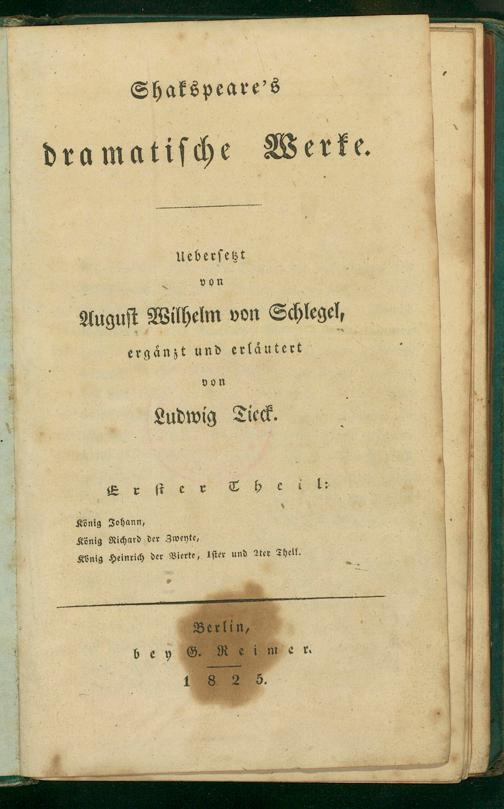 Shakspeare's
dramatische Werke.
Uebersetzt
von
August Wilhelm von Schlegel,
ergänzt und erläutert
von
Ludwig Tieck.
Erster Theil:
König Johann,
König Richard der Zweyte,
König Heinrich der Vierte, 1ster und 2ter Theil.
Berlin,
bey G. Reimer.
1825.